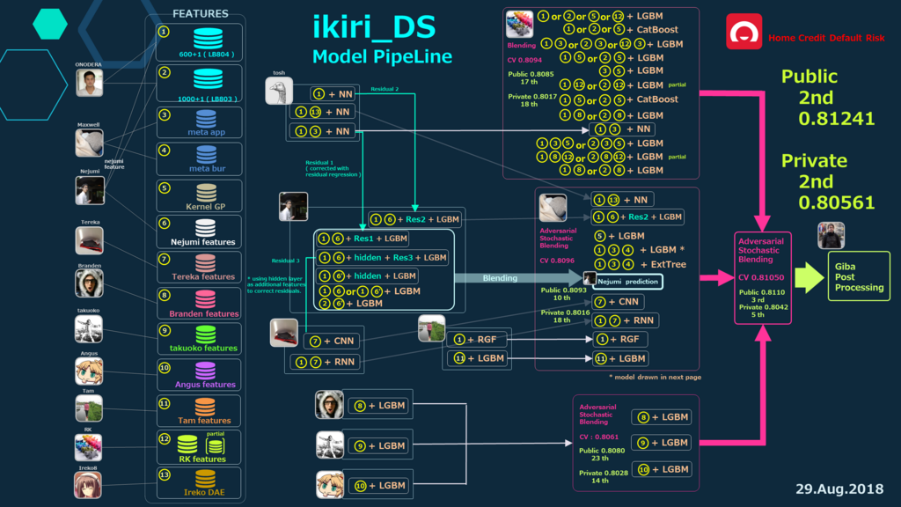 FEATURES
ikiri_DS
Model PipeLine
Home Credit Default Risk
ONODERA
Maxwell
nejumi
feature
Nejumi
Tereka
Branden
takuoko
Angus
Tam
RK
Ireko8
1
600+1 ( LB804 )
2
1000+1 ( LB803 )
3
meta app
4
meta bur
5
Kernel GP
6
Nejumi features
7
Tereka features
8
Branden features
9
takuoko features
10
Angus features
11
Tam features
12
partial
RK features
13
Ireko DAE
tosh
1 + NN
1 13 + NN
1 3 + NN
Residual 2
Residual 1
( corrected with
residual regression )
1 6 + Res2 + LGBM
1 6 + Res1 + LGBM
1 6 + hidden + Res3 + LGBM
1 6 + hidden + LGBM
1 6 or 1 6 + LGBM
2 6 + LGBM
Residual 3
* using hidden layer
as additional features
to correct residuals.
Blending
7 + CNN
1 7 + RNN
1 + RGF
11 + LGBM
8 + LGBM
9 + LGBM
10 + LGBM
Blending
CV 0.8094
Public 0.8085
17 th
Private 0.8017
18 th
1 or 2 or 5 or 12 + LGBM
1 or 2 or 5 + CatBoost
1 3 or 2 3 or 12 3 + LGBM
1 5 or 2 5 + LGBM
3 5 + LGBM
1 12 or 2 12 + LGBM partial
1 5 or 2 5 + CatBoost
1 8 or 2 8 + LGBM
1 3 + NN
1 3 5 or 2 3 5 + LGBM
1 8 12 or 2 8 12 + LGBM partial
1 8 or 2 8 + LGBM
Adversarial
Stochastic
Blending
CV 0.8096
Public 0.8093
10 th
Private 0.8016
18 th
1 13 + NN
1 6 + Res2 + LGBM
5 + LGBM
1 3 4 + LGBM *
1 3 4 + ExtTree
Nejumi prediction
7 + CNN
1 7 + RNN
1 + RGF
11 + LGBM
* model drawn in next page
Adversarial
Stochastic
Blending
CV : 0.8061
Public 0.8080
23 th
Private 0.8028
14 th
8 + LGBM
9 + LGBM
10 + LGBM
Public
2nd
0.81241
Private
2nd
0.80561
Adversarial
Stochastic
Blending
CV 0.81050
Public 0.8110
3 rd
Private 0.8042
5 th
Giba
Post
Processing
29.Aug.2018